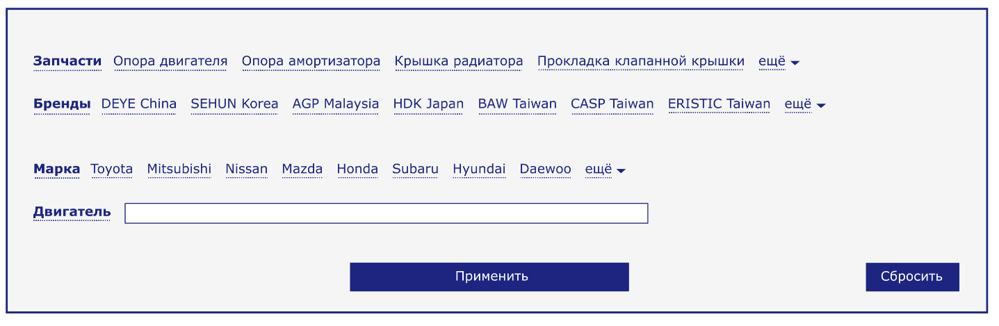 Запчасти Опора двигателя Опора амортизатора Крышка радиатора Прокладка клапанной крышки ещё
Бренды DEYE China SEHUN Korea AGP Malaysia HDK Japan BAW Taiwan CASP Taiwan ERISTIC Taiwan ещё
Марка Toyota Mitsubishi Nissan Mazda Honda Subaru Hyundai Daewoo ещё
Двигатель
Применить Сбросить